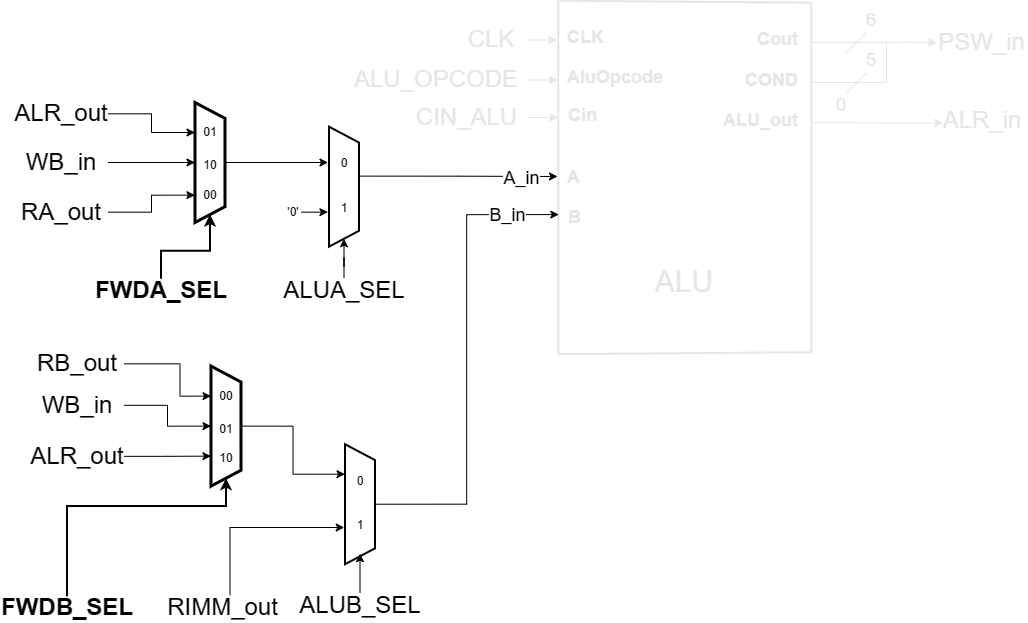 6
CLK
CLK
Cout
PSW_in
5
ALU_OPCODE
AluOpcode
COND
0
ALR_out
01
CIN_ALU
Cin
ALU_out
ALR_in
WB_in
10
0
RA_out
00
'0'
1
A_in
A
B_in
B
FWDA_SEL
ALUA_SEL
ALU
RB_out
00
WB_in
01
ALR_out
10
0
1
FWDB_SEL
RIMM_out
ALUB_SEL